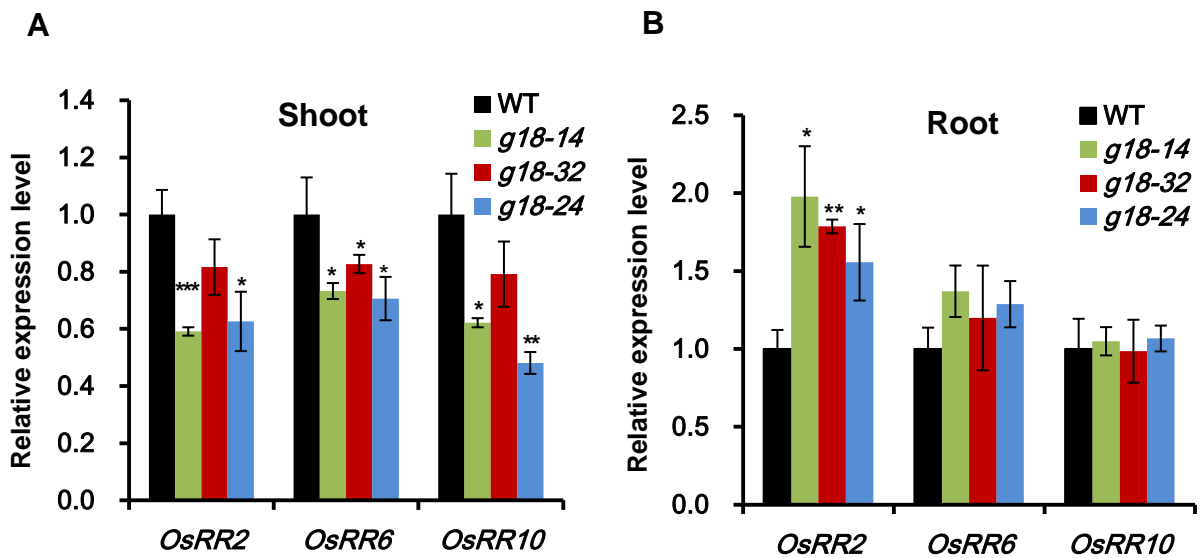 A
Shoot
WT
g18-14
g18-32
g18-24
Relative expression level
1.4
1.2
1.0
0.8
0.6
0.4
0.2
0.0
***
*
*
*
*
*
**
OsRR2
OsRR6
OsRR10
B
Root
WT
g18-14
g18-32
g18-24
Relative expression level
2.5
2.0
1.5
1.0
0.5
0.0
*
**
*
OsRR2
OsRR6
OsRR10